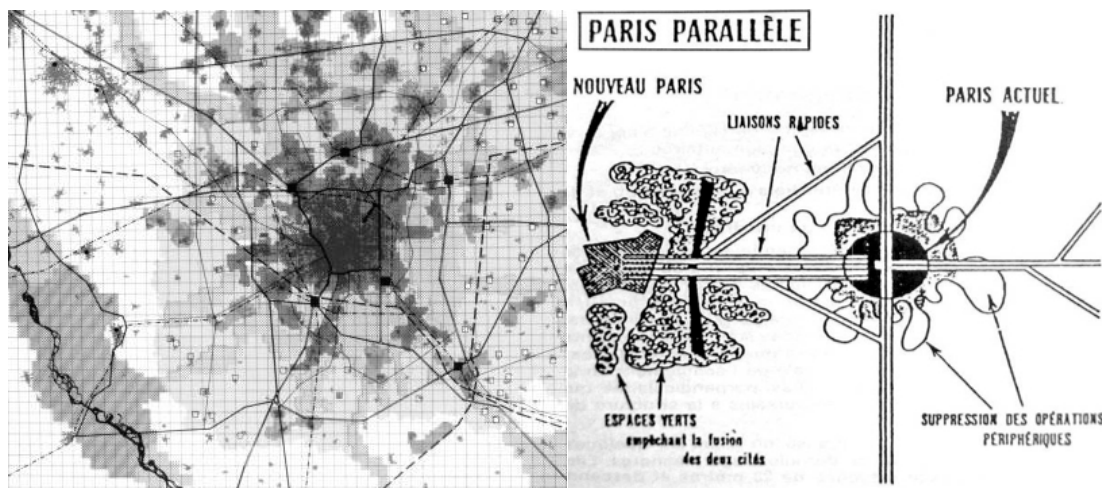 PARIS PARALLÈLE
NOUVEAU PARIS
PARIS ACTUEL
LIAISONS RAPIDES
ESPACES VERTS
empêchant la fusion
des deux cités
SUPPRESSION DES OPÉRATIONS
PÉRIPHÉRIQUES